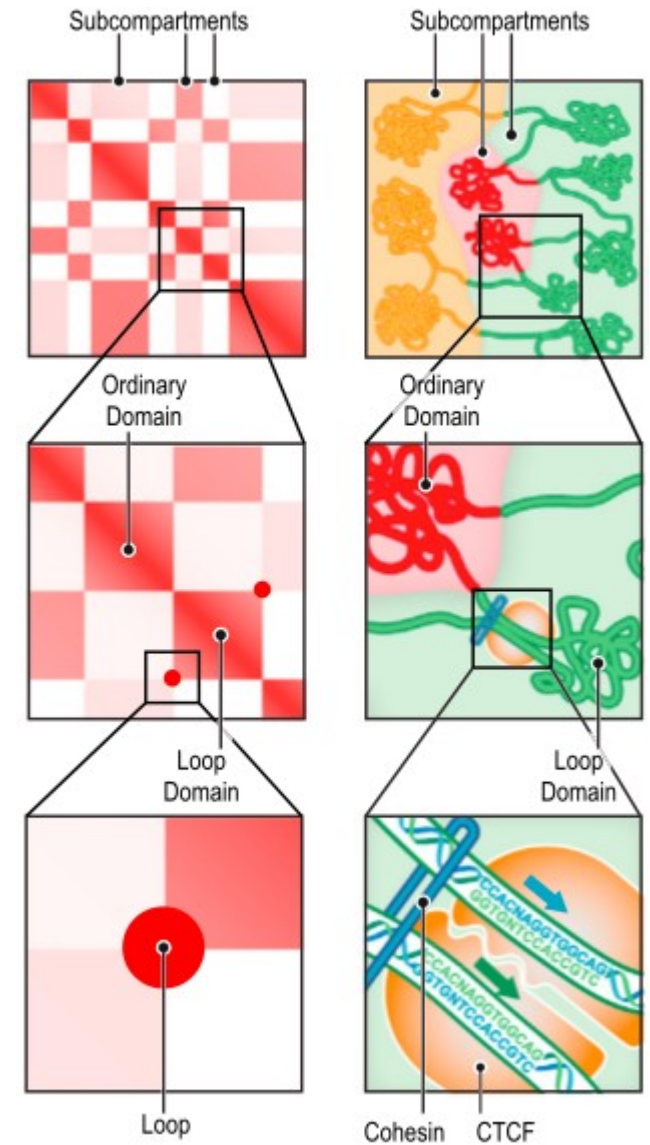 Subcompartments
Subcompartments
Ordinary
Domain
Ordinary
Domain
Loop
Domain
Loop
Domain
CCACNAGGTGGCAG
GGTGNTCCACCGTC
CCACNAGGTGGCAG
GGTGNTCCACCGTC
Loop
Cohesin
CTCF